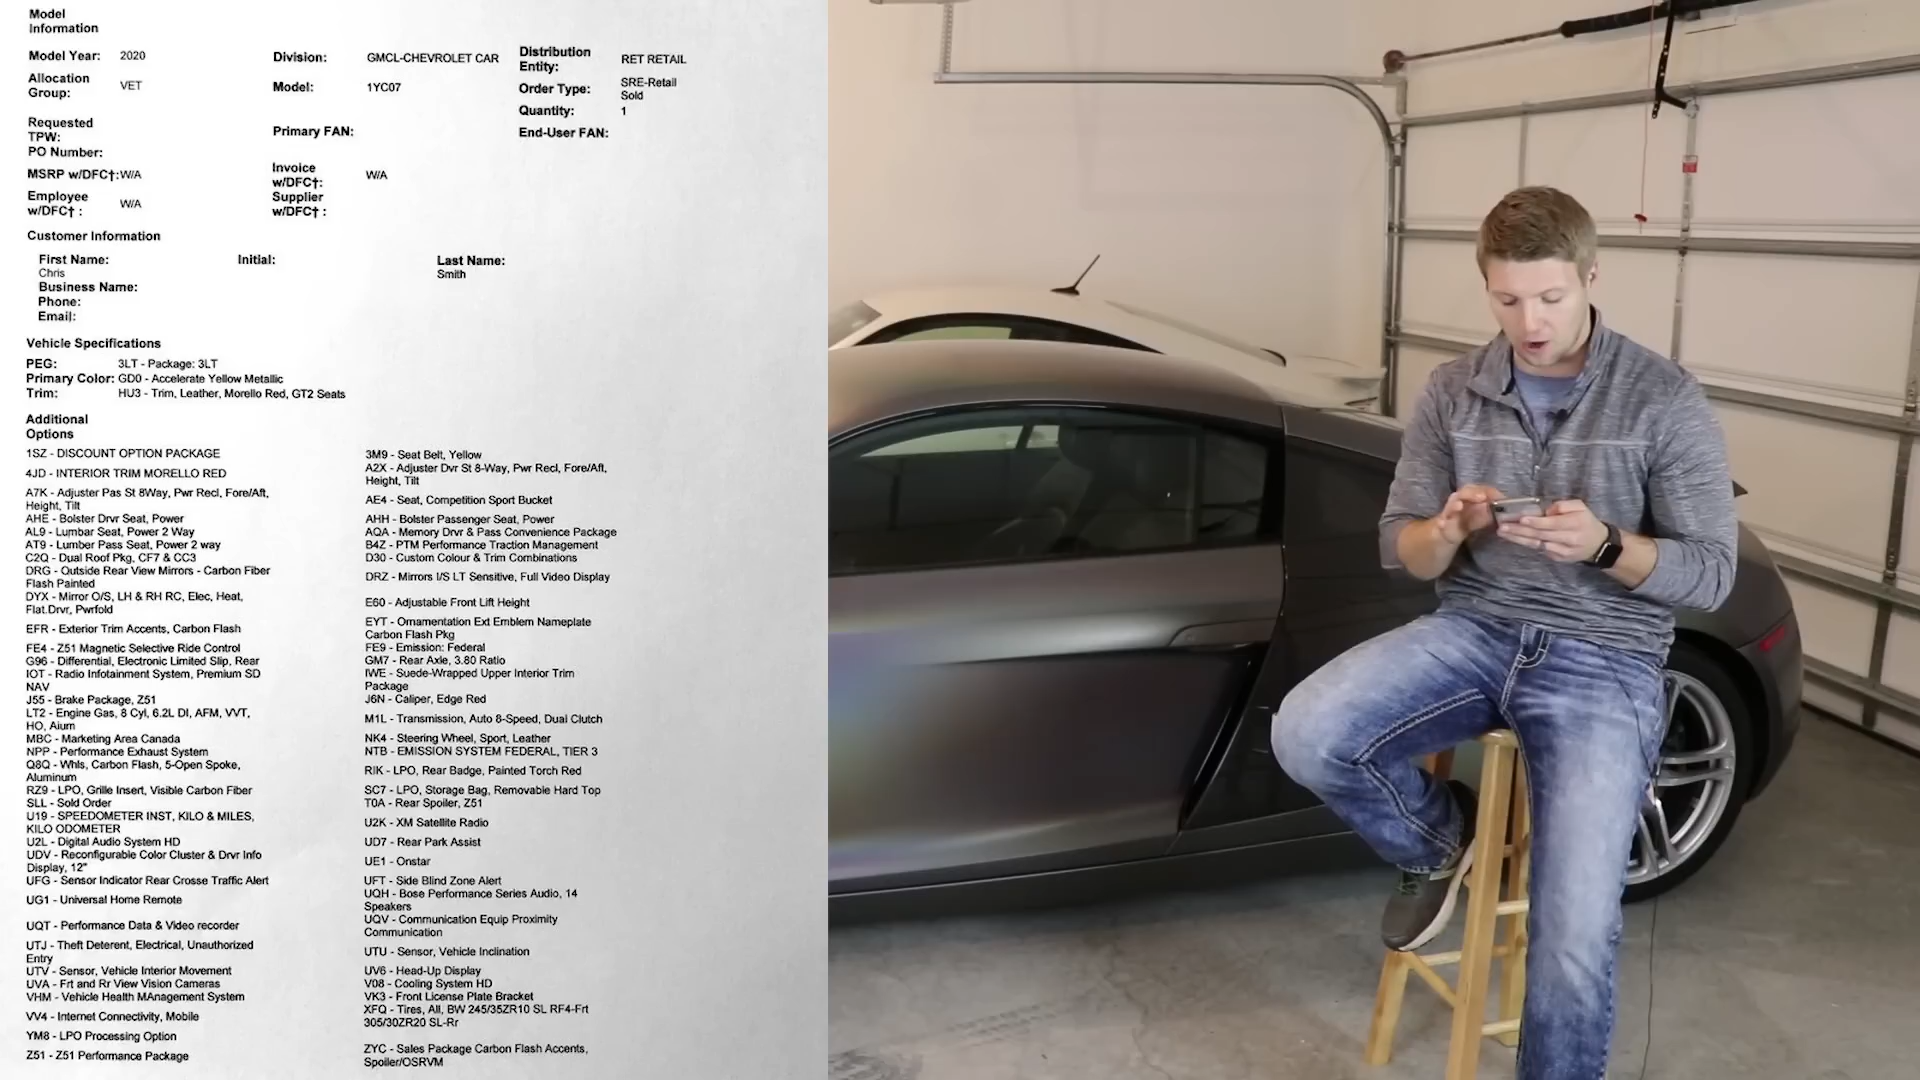 Model
Information
Model Year: 2020
Division: GMCL-CHEVROLET CAR
Distribution
Entity: RET RETAIL
Allocation
Group: VET
Model: 1YC07
Order Type: SRE-Retail
Sold
Quantity: 1
Requested
TPW:
Primary FAN:
End-User FAN:
PO Number:
MSRP w/DFC†: W/A
Invoice
w/DFC†: W/A
Employee
w/DFC† : W/A
Supplier
w/DFC† :
Customer Information
First Name:
Chris
Initial:
Last Name:
Smith
Business Name:
Phone:
Email:
Vehicle Specifications
PEG: 3LT - Package: 3LT
Primary Color: GD0 - Accelerate Yellow Metallic
Trim: HU3 - Trim, Leather, Morello Red, GT2 Seats
Additional
Options
1SZ - DISCOUNT OPTION PACKAGE
4JD - INTERIOR TRIM MORELLO RED
A7K - Adjuster Pas St 8Way, Pwr Recl, Fore/Aft,
Height, Tilt
AHE - Bolster Drvr Seat, Power
AL9 - Lumbar Seat, Power 2 Way
AT9 - Lumber Pass Seat, Power 2 way
C2Q - Dual Roof Pkg, CF7 & CC3
DRG - Outside Rear View Mirrors - Carbon Fiber
Flash Painted
DYX - Mirror O/S, LH & RH RC, Elec, Heat,
Flat.Drvr, Pwrfold
EFR - Exterior Trim Accents, Carbon Flash
FE4 - Z51 Magnetic Selective Ride Control
G96 - Differential, Electronic Limited Slip, Rear
IOT - Radio Infotainment System, Premium SD
NAV
J55 - Brake Package, Z51
LT2 - Engine Gas, 8 Cyl, 6.2L DI, AFM, VVT,
HO, Alum
MBC - Marketing Area Canada
NPP - Performance Exhaust System
Q8Q - Whls, Carbon Flash, 5-Open Spoke,
Aluminum
RZ9 - LPO, Grille Insert, Visible Carbon Fiber
SLL - Sold Order
U19 - SPEEDOMETER INST, KILO & MILES,
KILO ODOMETER
U2L - Digital Audio System HD
UDV - Reconfigurable Color Cluster & Drvr Info
Display, 12"
UFG - Sensor Indicator Rear Crosse Traffic Alert
UG1 - Universal Home Remote
UQT - Performance Data & Video recorder
UTJ - Theft Deterent, Electrical, Unauthorized
Entry
UTV - Sensor, Vehicle Interior Movement
UVA - Frt and Rr View Vision Cameras
VHM - Vehicle Health MAnagement System
VV4 - Internet Connectivity, Mobile
YM8 - LPO Processing Option
Z51 - Z51 Performance Package
3M9 - Seat Belt, Yellow
A2X - Adjuster Dvr St 8-Way, Pwr Recl, Fore/Aft,
Height, Tilt
AE4 - Seat, Competition Sport Bucket
AHH - Bolster Passenger Seat, Power
AQA - Memory Drvr & Pass Convenience Package
B4Z - PTM Performance Traction Management
D30 - Custom Colour & Trim Combinations
DRZ - Mirrors I/S LT Sensitive, Full Video Display
E60 - Adjustable Front Lift Height
EYT - Ornamentation Ext Emblem Nameplate
Carbon Flash Pkg
FE9 - Emission: Federal
GM7 - Rear Axle, 3.80 Ratio
IWE - Suede-Wrapped Upper Interior Trim
Package
J6N - Caliper, Edge Red
M1L - Transmission, Auto 8-Speed, Dual Clutch
NK4 - Steering Wheel, Sport, Leather
NTB - EMISSION SYSTEM FEDERAL, TIER 3
RIK - LPO, Rear Badge, Painted Torch Red
SC7 - LPO, Storage Bag, Removable Hard Top
T0A - Rear Spoiler, Z51
U2K - XM Satellite Radio
UD7 - Rear Park Assist
UE1 - Onstar
UFT - Side Blind Zone Alert
UQH - Bose Performance Series Audio, 14
Speakers
UQV - Communication Equip Proximity
Communication
UTU - Sensor, Vehicle Inclination
UV6 - Head-Up Display
V08 - Cooling System HD
VK3 - Front License Plate Bracket
XFQ - Tires, All, BW 245/35ZR10 SL RF4-Frt
305/30ZR20 SL-Rr
ZYC - Sales Package Carbon Flash Accents,
Spoiler/OSRVM